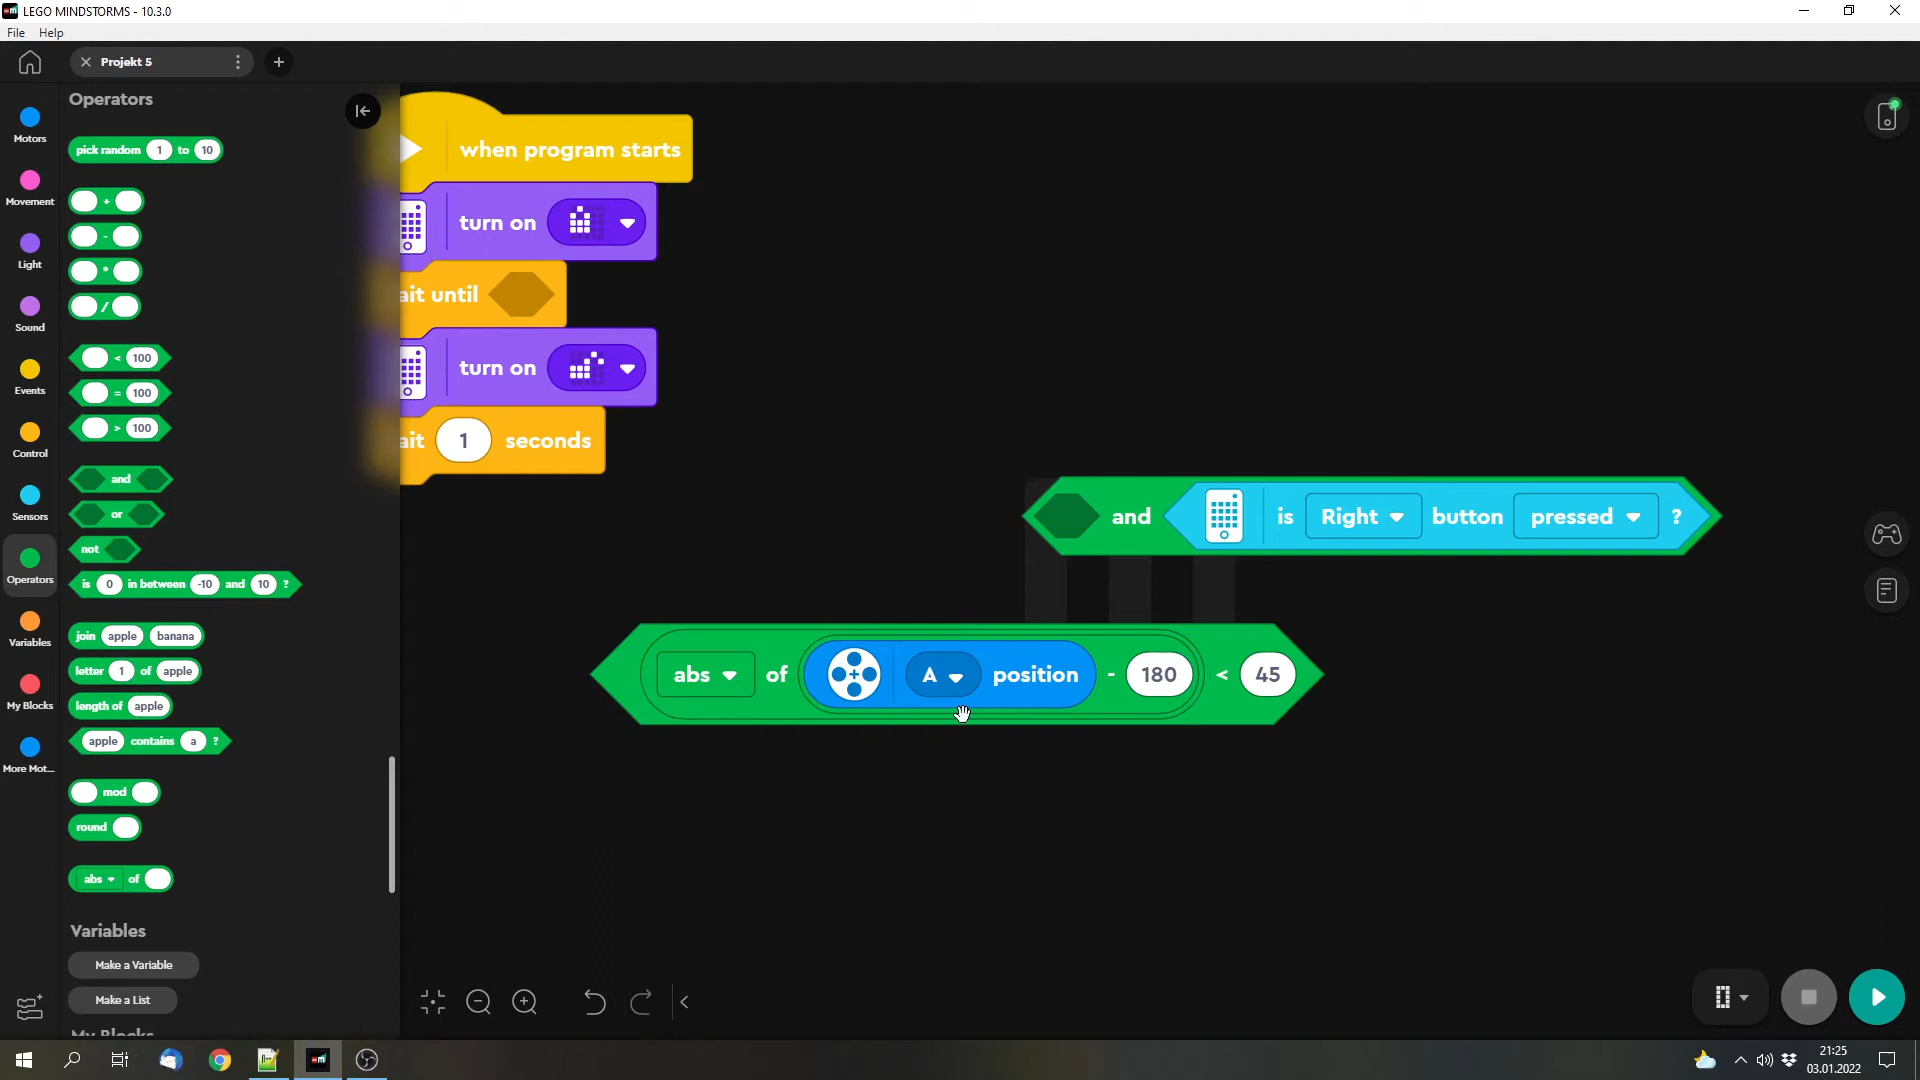 LEGO MINDSTORMS - 10.3.0
File Help
Projekt 5
Motors
Movement
Light
Sound
Events
Control
Sensors
Operators
Variables
My Blocks
More Mot...
Operators
pick random 1 to 10
+
-
*
/
< 100
= 100
> 100
and
or
not
is 0 in between -10 and 10 ?
join apple banana
letter 1 of apple
length of apple
apple contains a ?
mod
round
abs of
Variables
Make a Variable
Make a List
My Blocks
when program starts
turn on
ait until
turn on
ait 1 seconds
and is Right button pressed ?
abs of A position - 180 < 45
21:25
03.01.2022